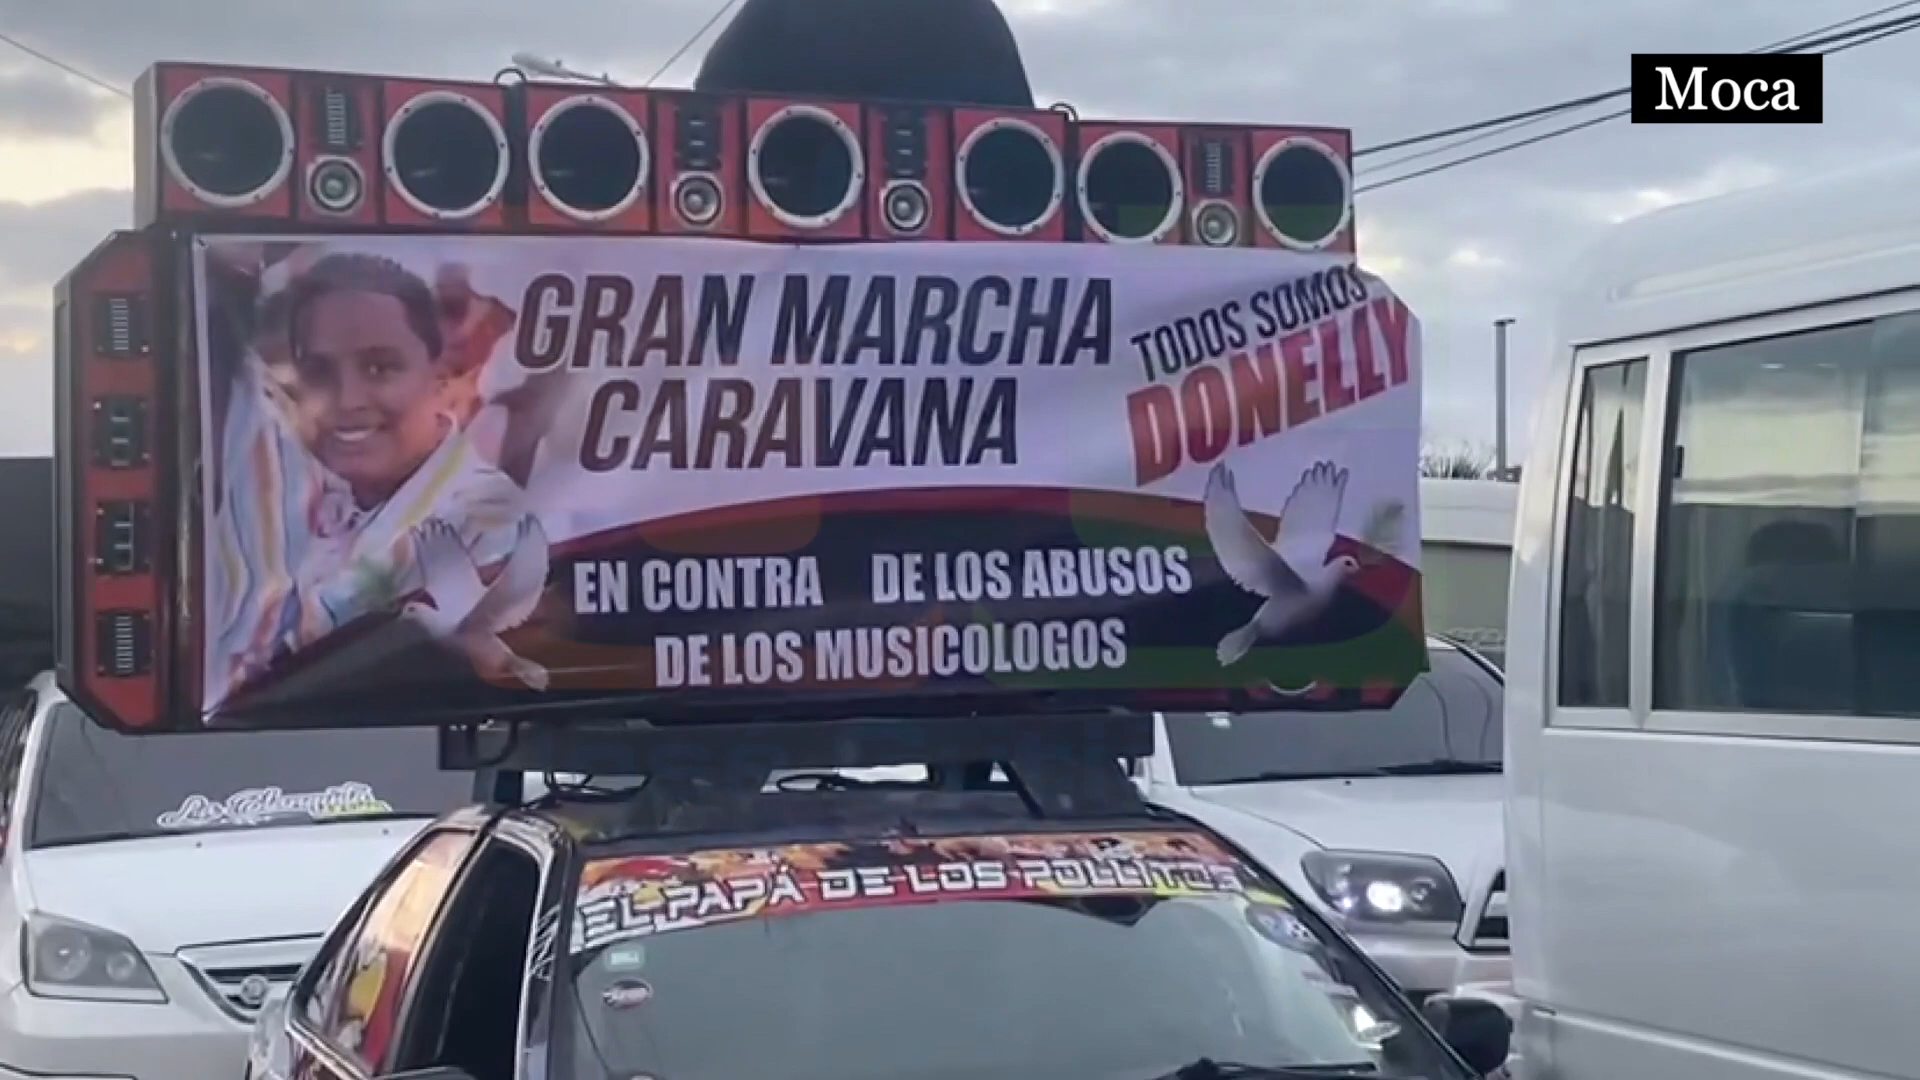 Moca
GRAN MARCHA
CARAVANA
TODOS SOMOS
DONELLY
EN CONTRA DE LOS ABUSOS
DE LOS MUSICOLOGOS
EL PAPÁ DE LOS POLLITOS